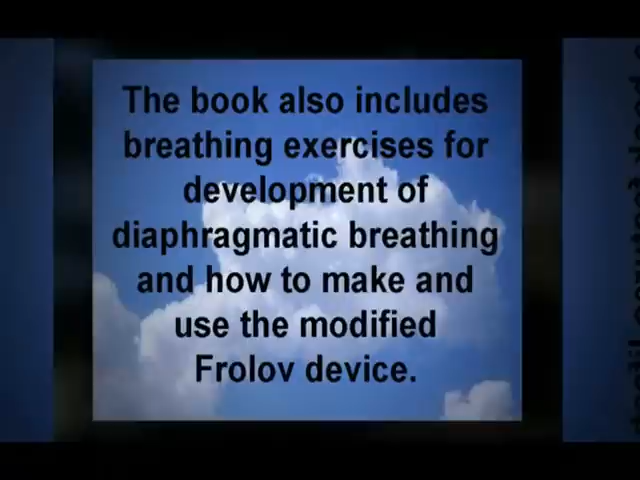 The book also includes
breathing exercises for
development of
diaphragmatic breathing
and how to make and
use the modified
Frolov device.